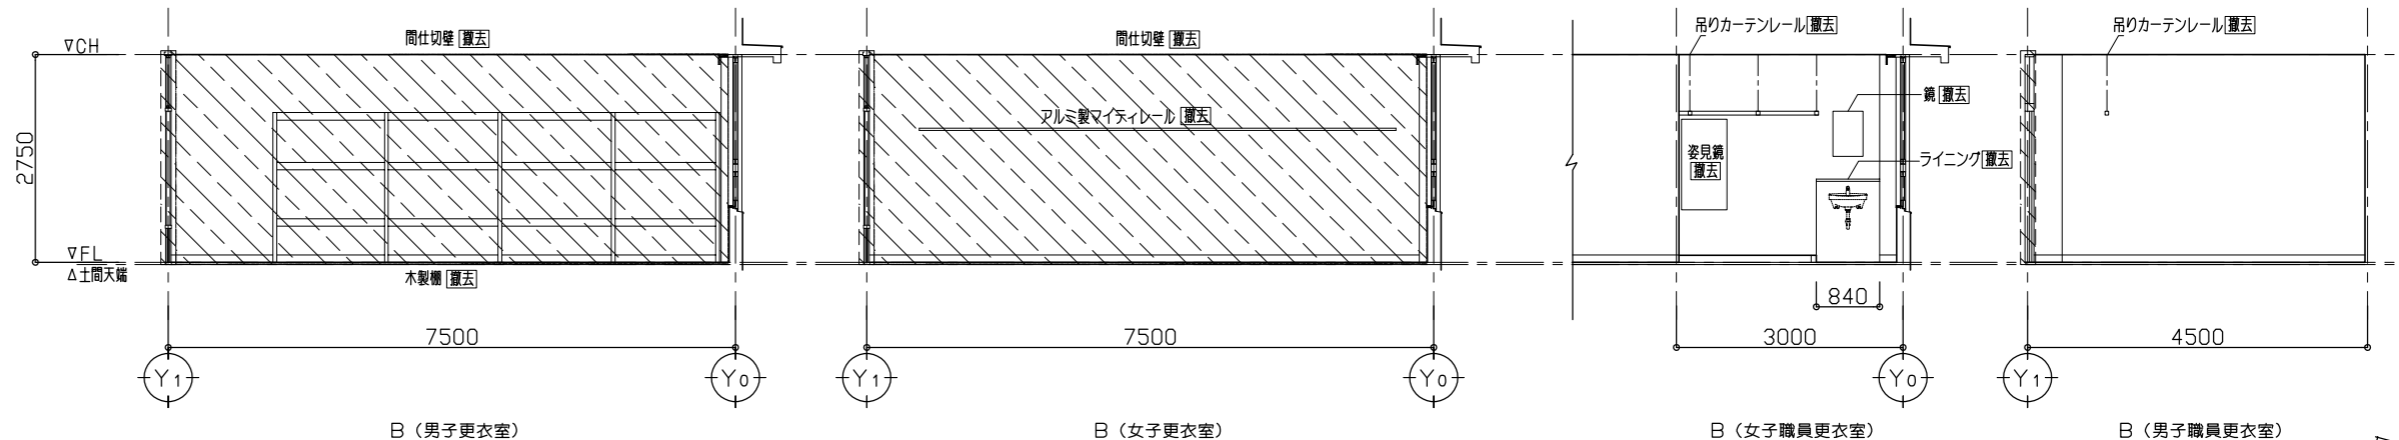 ▽CH
間仕切壁 撤去
2750
▽FL
△土間天端
木製棚 撤去
7500
Y1
Y0
B（男子更衣室）
間仕切壁 撤去
アルミ製マイティレール 撤去
7500
Y1
Y0
B（女子更衣室）
吊りカーテンレール 撤去
鏡 撤去
姿見鏡
撤去
ライニング 撤去
840
3000
Y0
B（女子職員更衣室）
吊りカーテンレール 撤去
4500
Y1
B（男子職員更衣室）